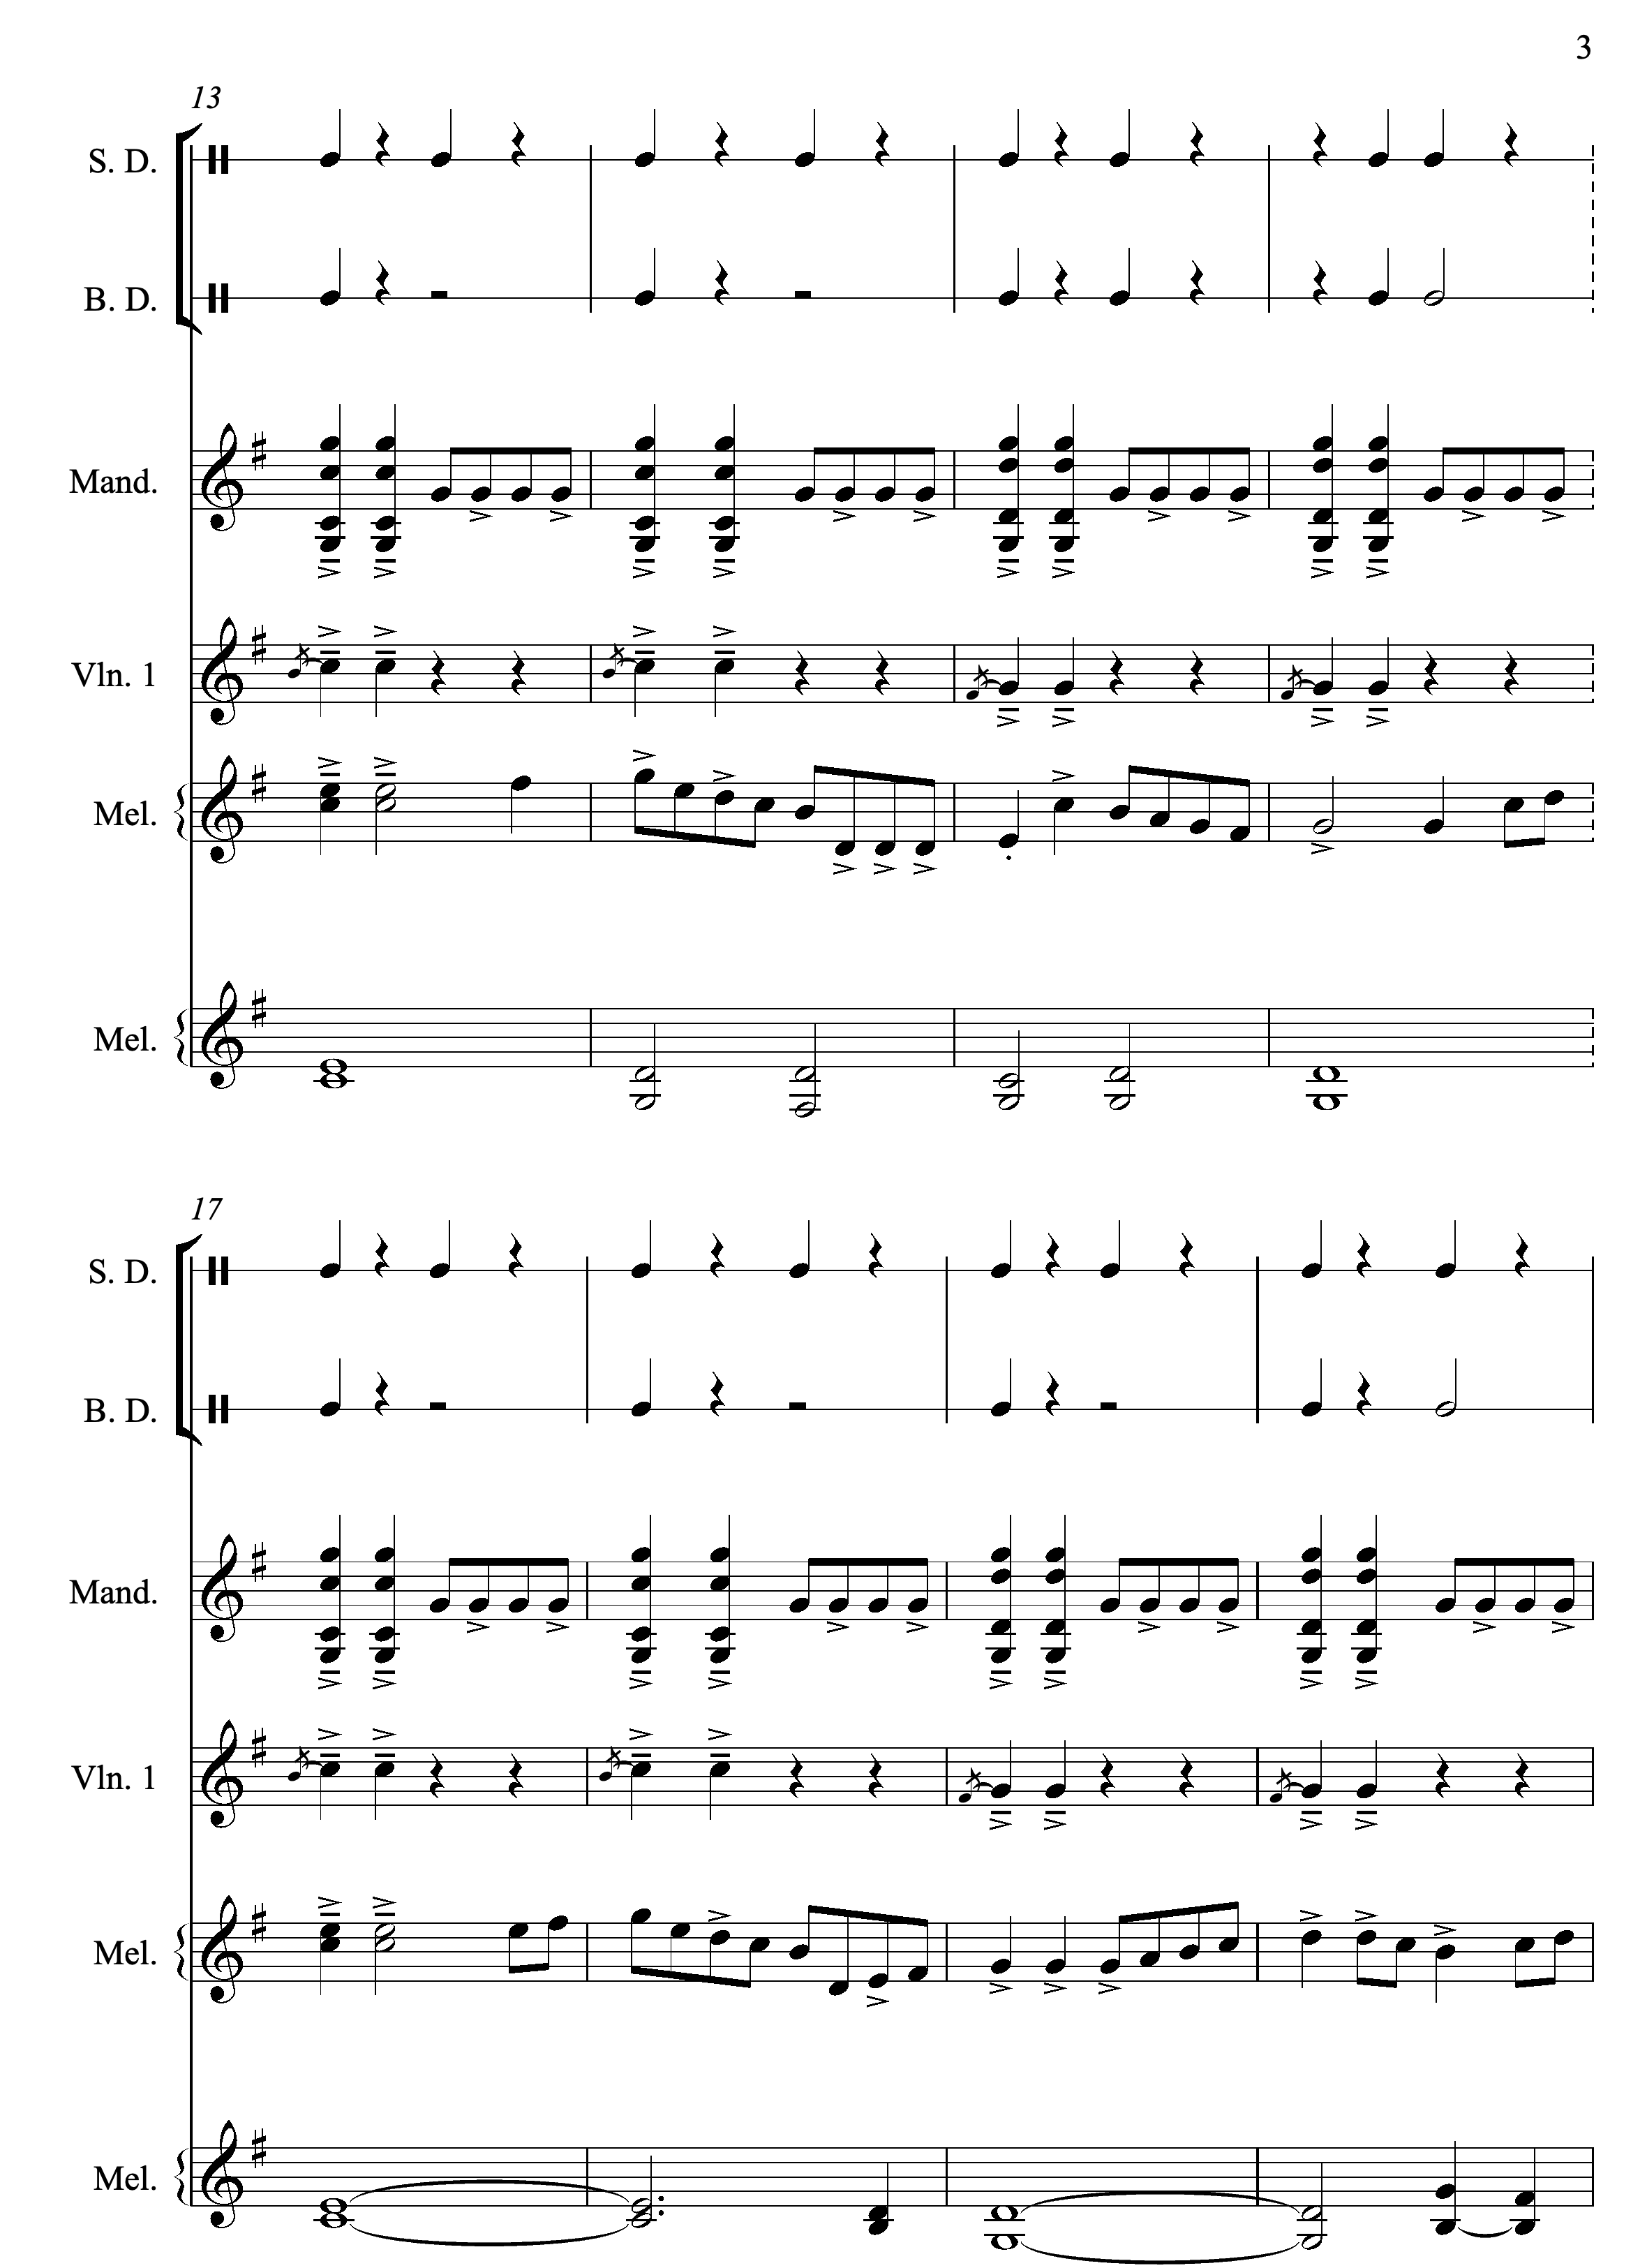 3
13
S. D.
B. D.
Mand.
Vln. 1
Mel.
Mel.
17
S. D.
B. D.
Mand.
Vln. 1
Mel.
Mel.